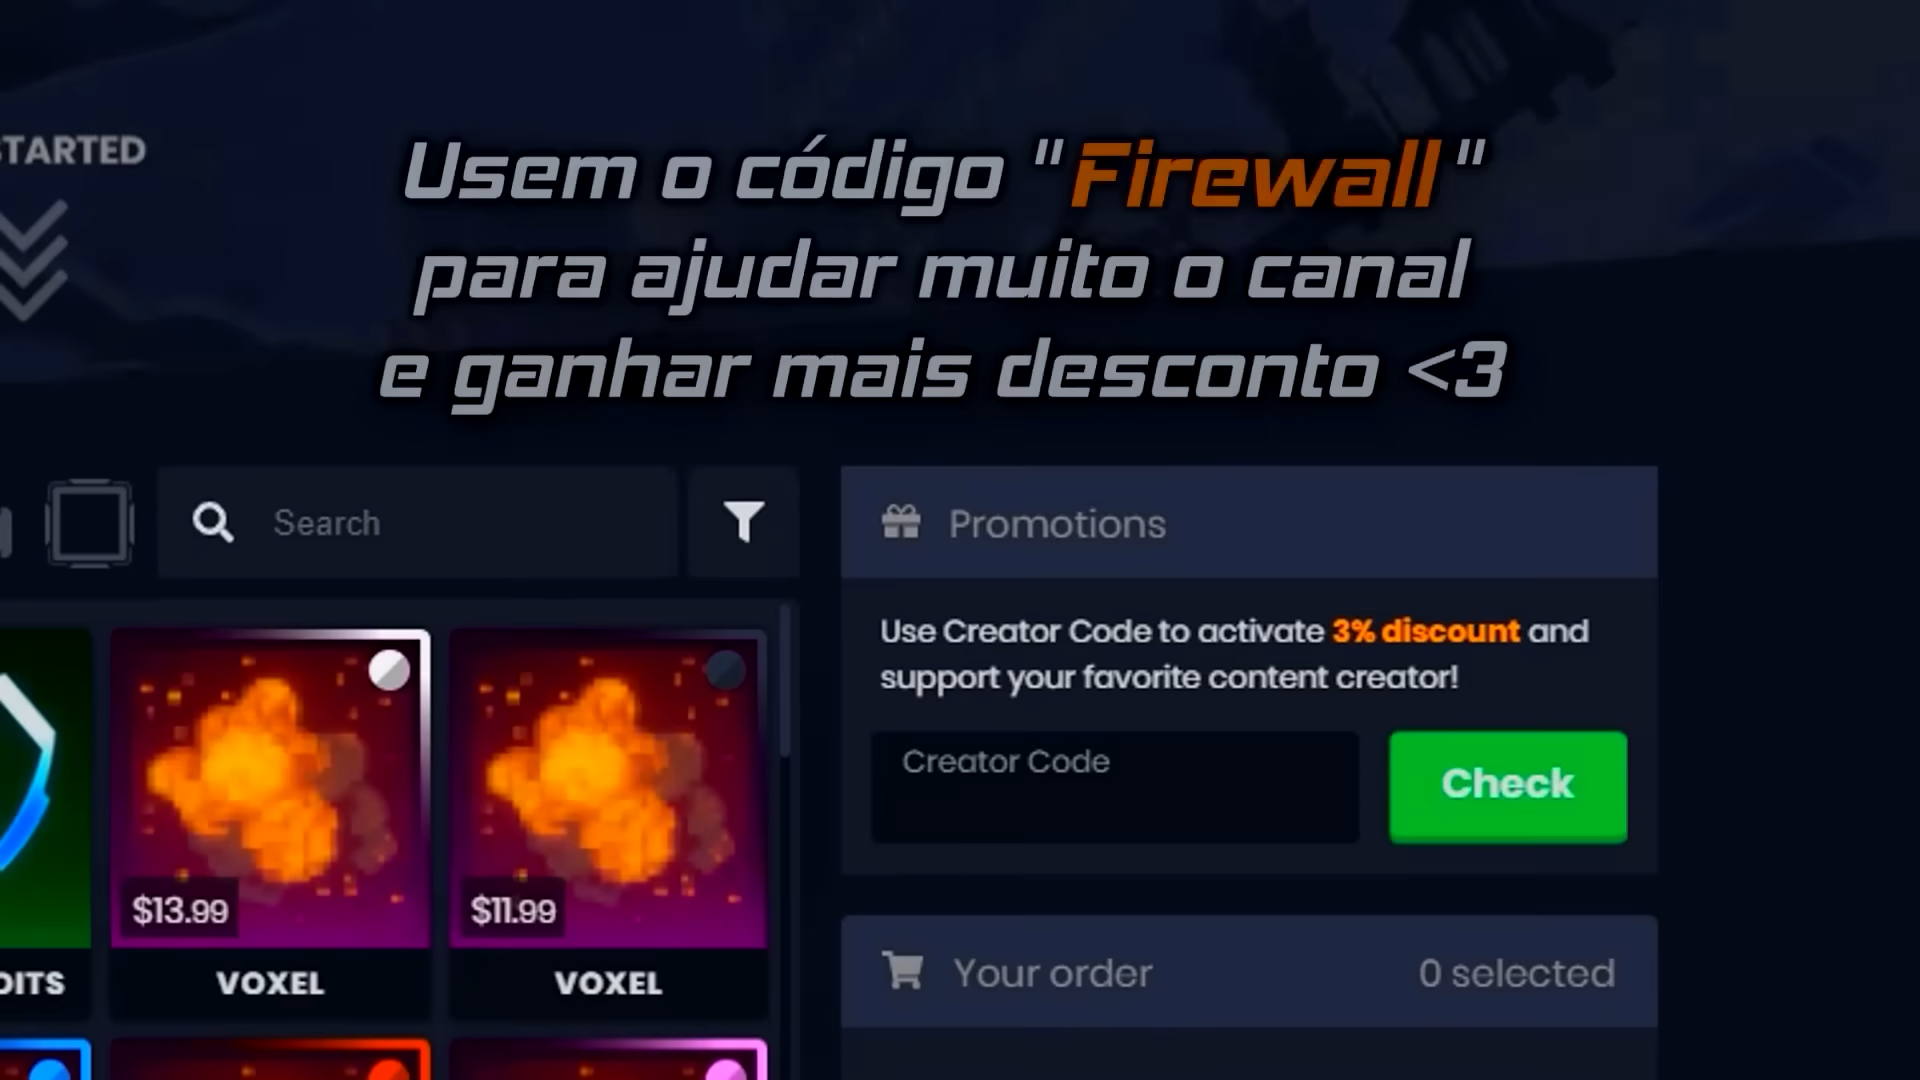 STARTED
Usem o código "Firewall"
para ajudar muito o canal
e ganhar mais desconto <3
Search
Promotions
Use Creator Code to activate 3% discount and
support your favorite content creator!
Creator Code
Check
$13.99
$11.99
DITS
VOXEL
VOXEL
Your order
0 selected